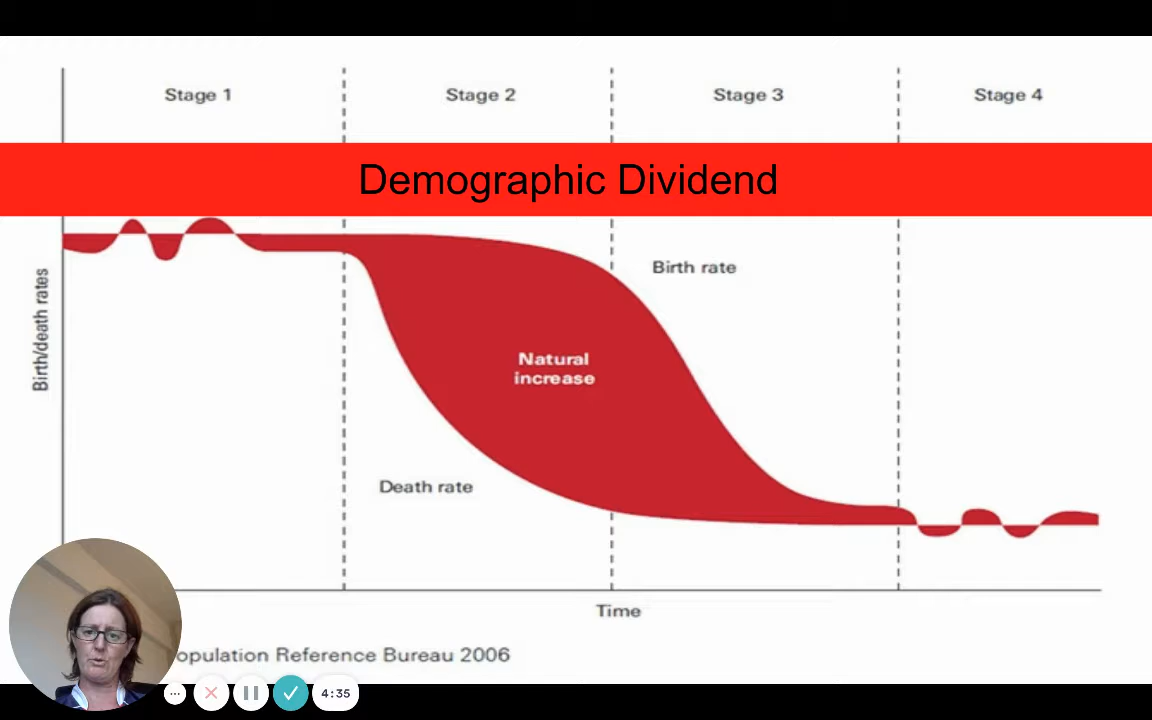 Stage 1
Stage 2
Stage 3
Stage 4
Demographic Dividend
Birth/death rates
Birth rate
Natural
increase
Death rate
Time
opulation Reference Bureau 2006
4:35